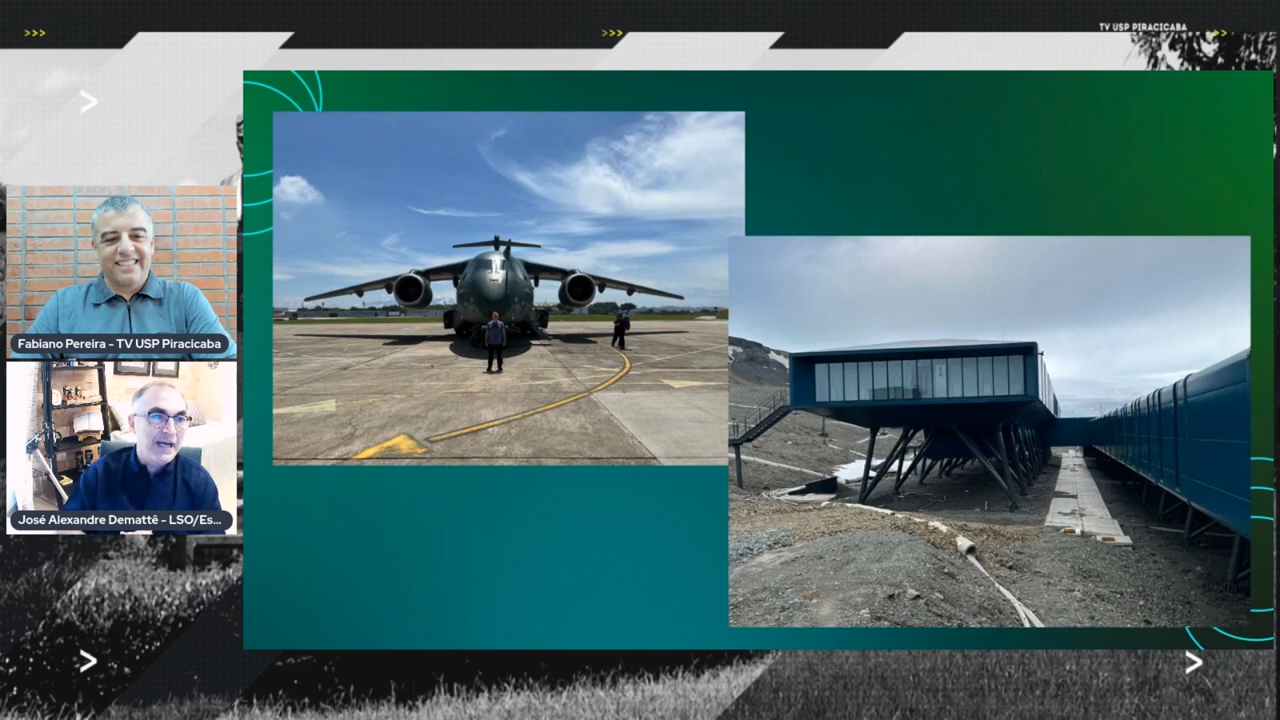 >>>
>>>
TV USP PIRACICABA
>>
>
Fabiano Pereira - TV USP Piracicaba
José Alexandre Demattê - LSO/Es...
>
>